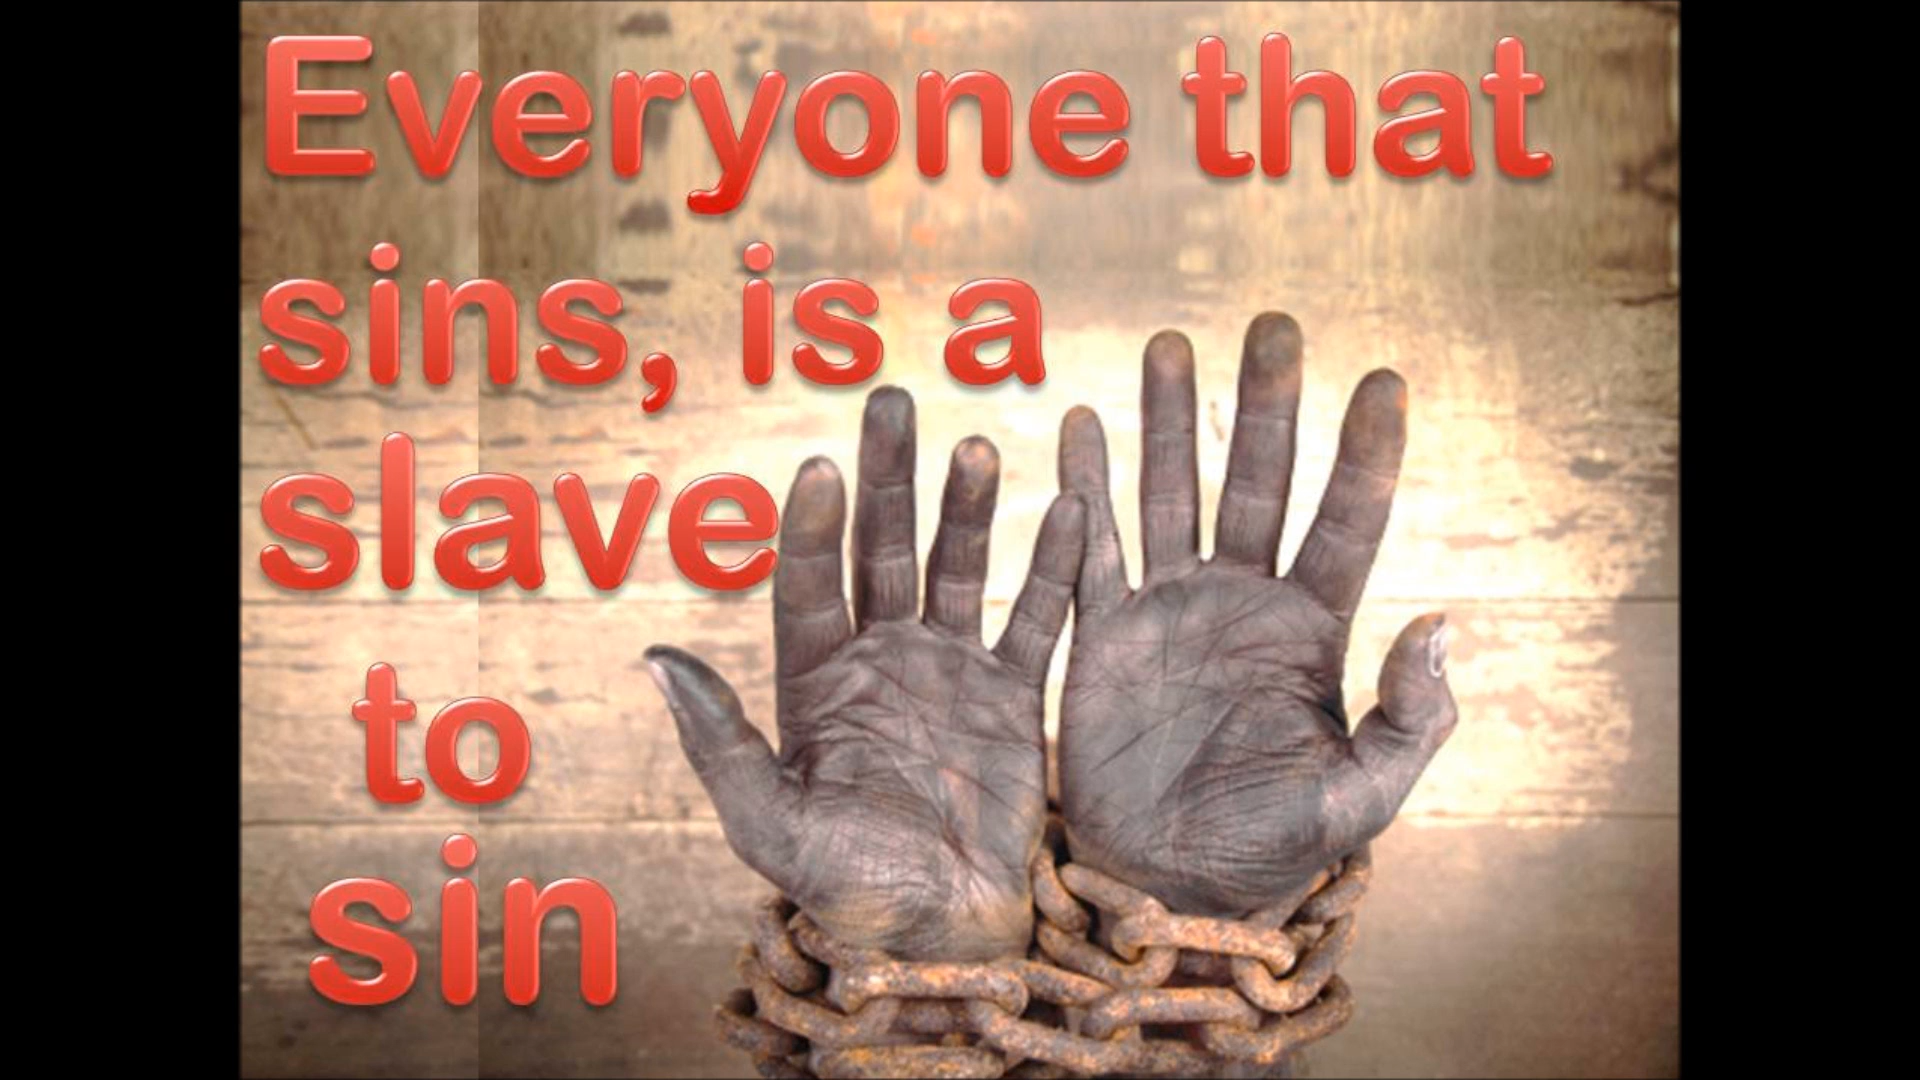 Everyone that
sins, is a
slave
to
sin